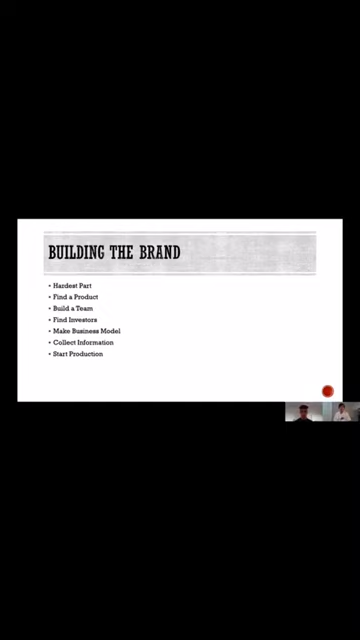 BUILDING THE BRAND
▪ Hardest Part
▪ Find a Product
▪ Build a Team
▪ Find Investors
▪ Make Business Model
▪ Collect Information
▪ Start Production